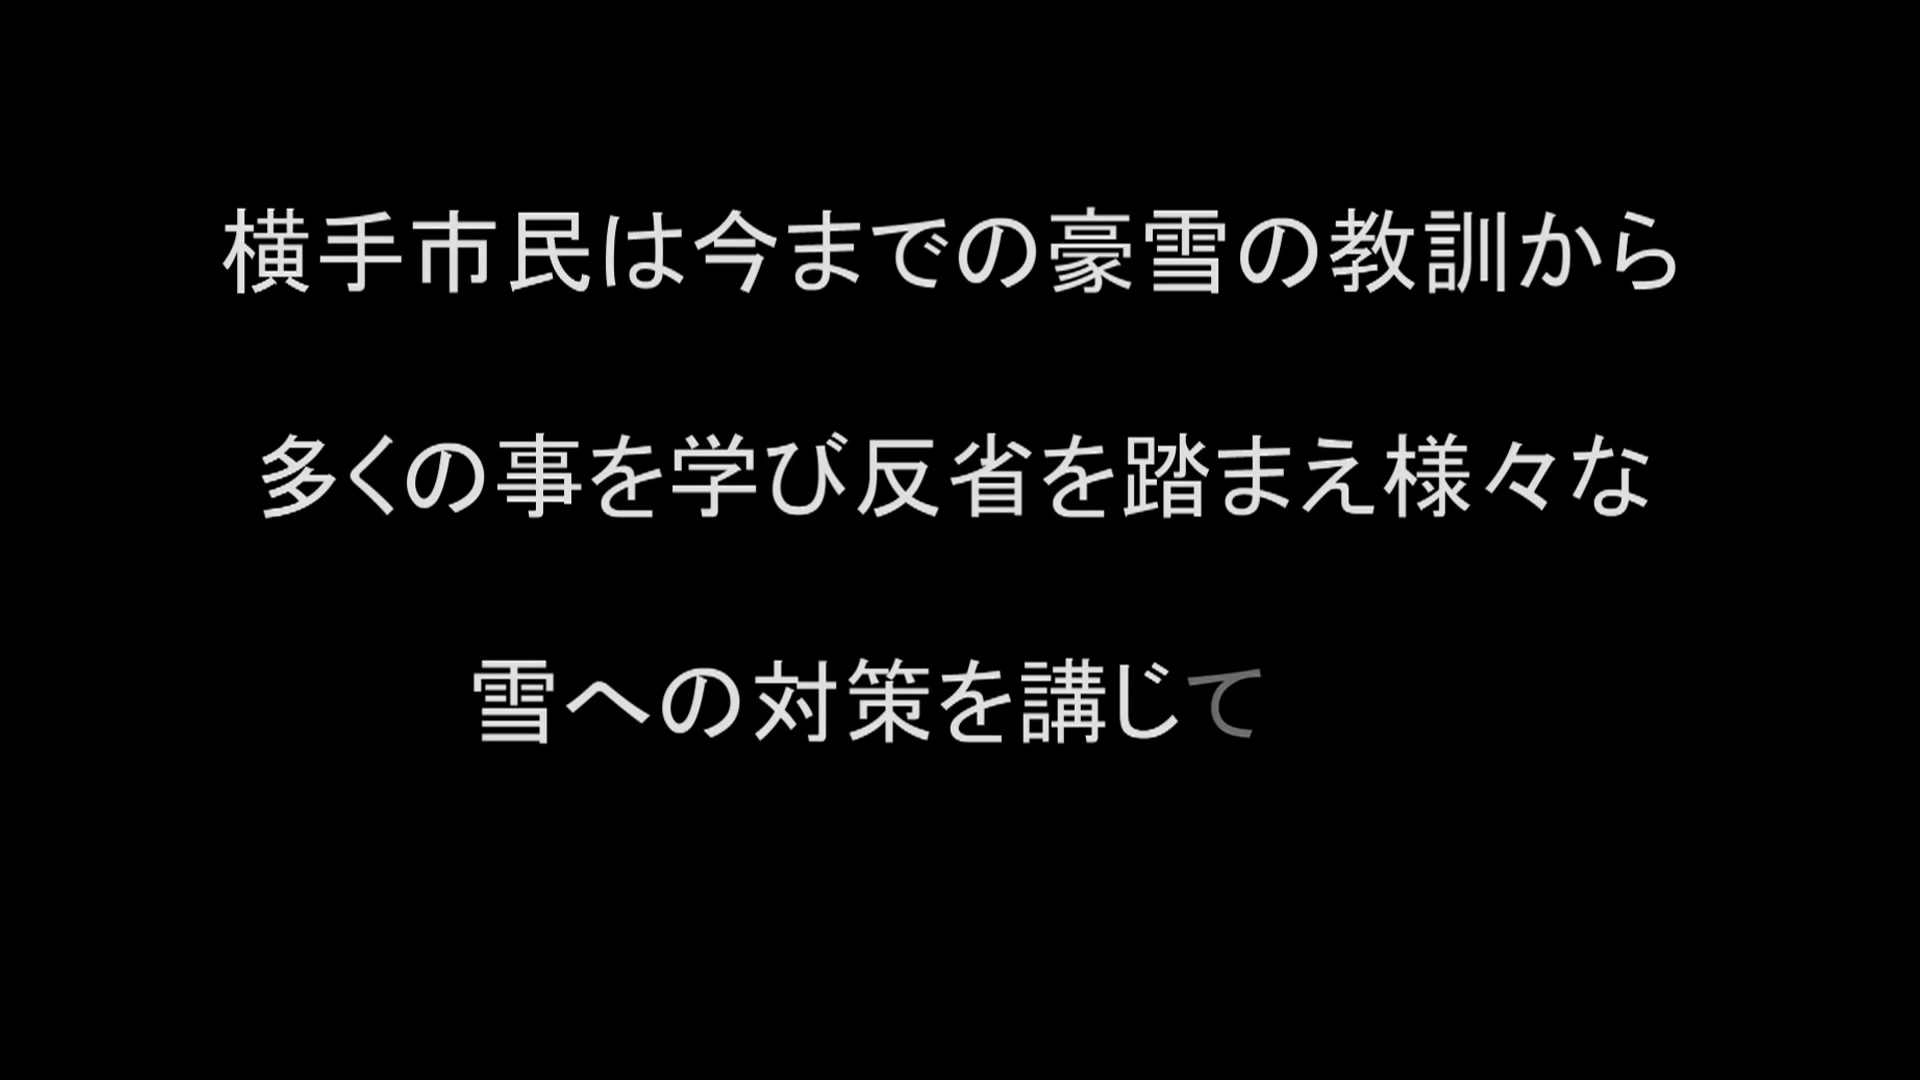 横手市民は今までの豪雪の教訓から
多くの事を学び反省を踏まえ様々な
雪への対策を講じて